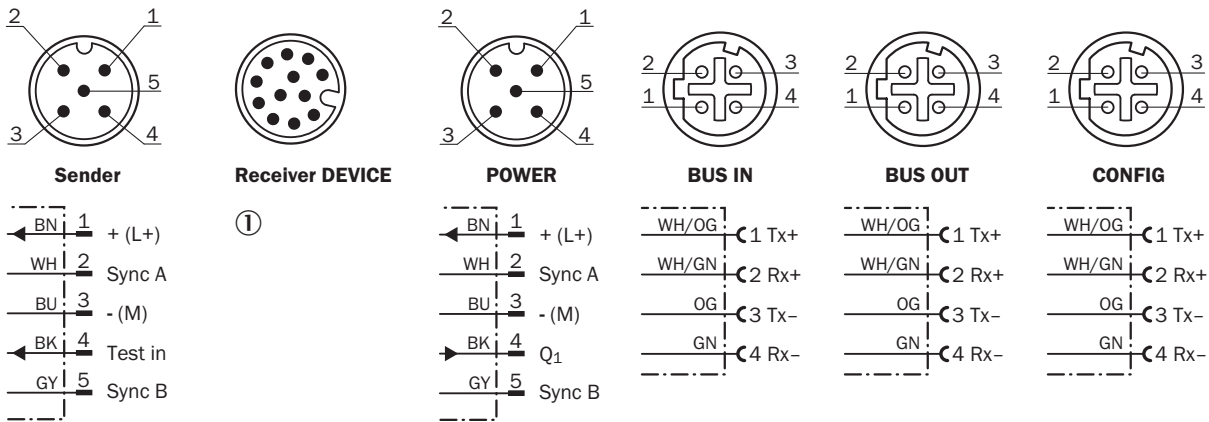 2 1 2 1
2 3 2 3 2 3
5 5
1 4 1 4 1 4
3 4 3 4
Sender Receiver DEVICE POWER BUS IN BUS OUT CONFIG
①
BN 1 + (L+)
WH 2 Sync A
BU 3 - (M)
BK 4 Test in
GY 5 Sync B
BN 1 + (L+)
WH 2 Sync A
BU 3 - (M)
BK 4 Q₁
GY 5 Sync B
WH/OG 1 Tx+
WH/GN 2 Rx+
OG 3 Tx–
GN 4 Rx–
WH/OG 1 Tx+
WH/GN 2 Rx+
OG 3 Tx–
GN 4 Rx–
WH/OG 1 Tx+
WH/GN 2 Rx+
OG 3 Tx–
GN 4 Rx–